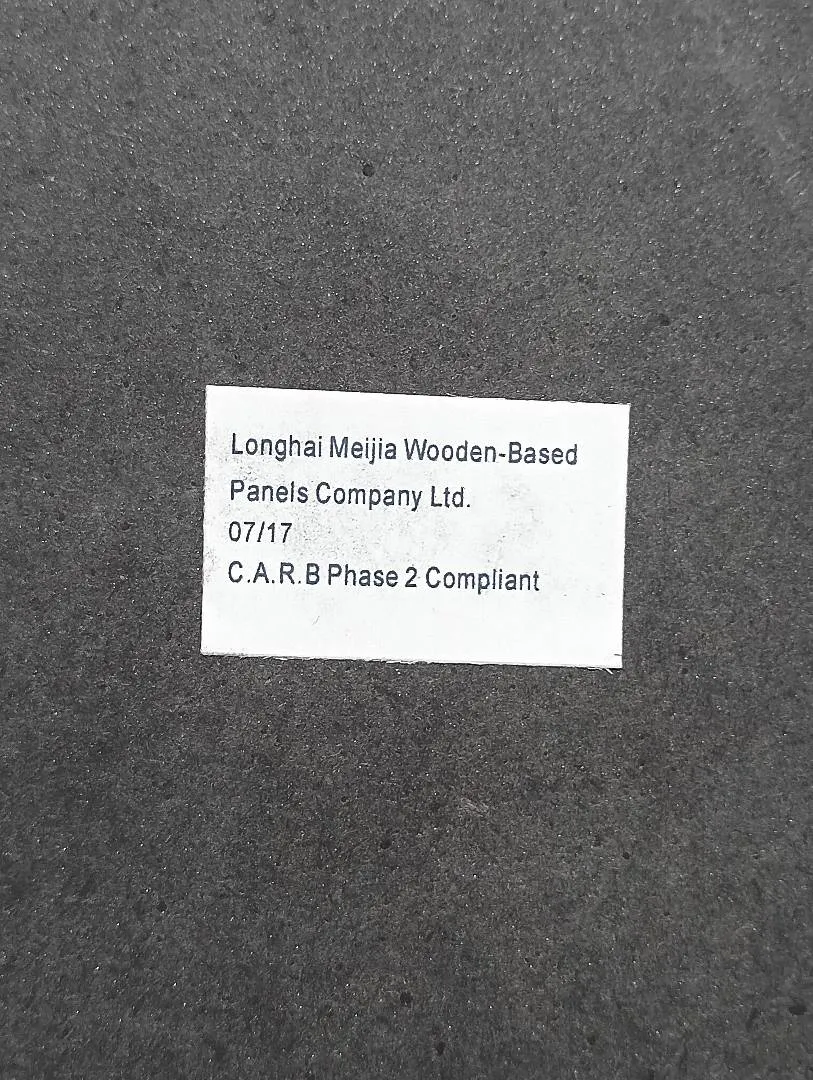 Longhai Meijia Wooden-Based
Panels Company Ltd.
07/17
C.A.R.B Phase 2 Compliant